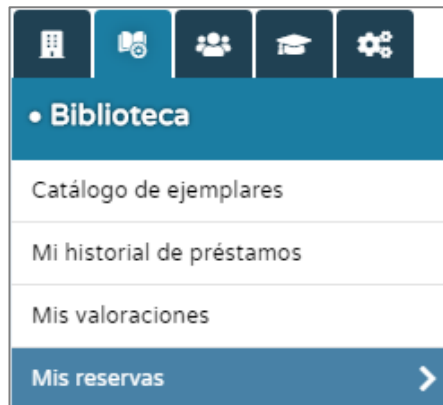 • Biblioteca
Catálogo de ejemplares
Mi historial de préstamos
Mis valoraciones
Mis reservas